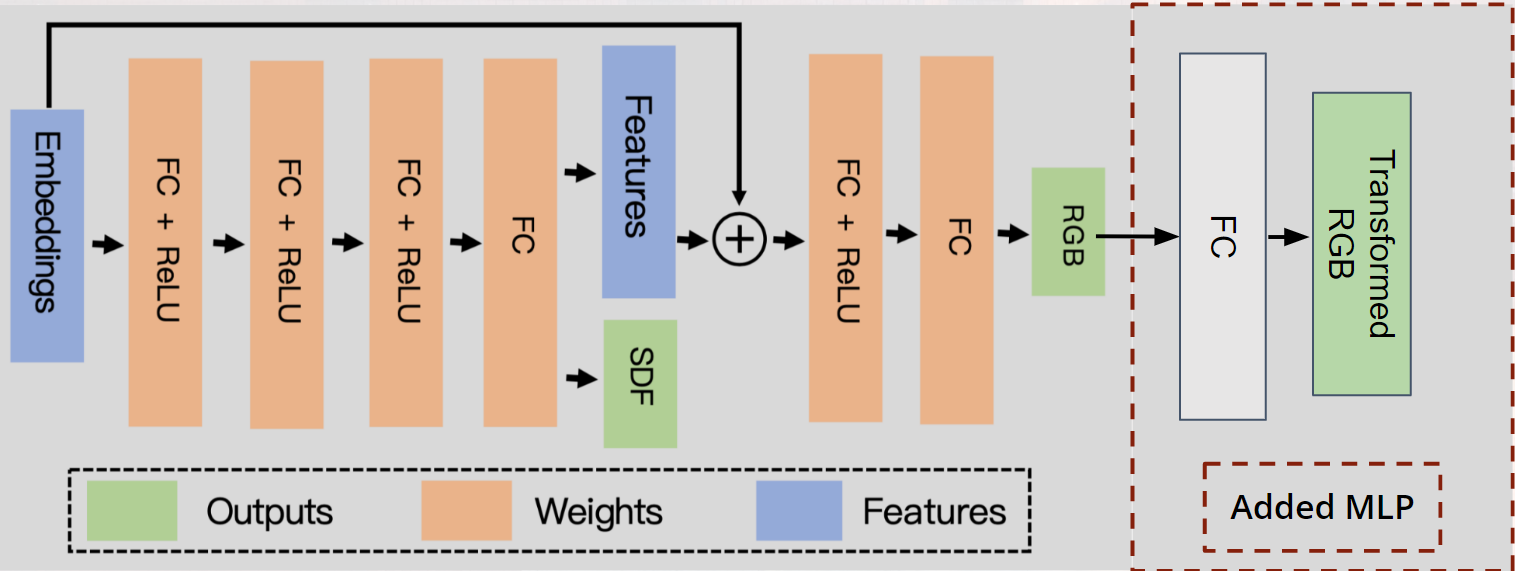 Embeddings
FC + ReLU
FC + ReLU
FC + ReLU
FC
Features
SDF
+
FC + ReLU
FC
RGB
FC
Transformed
RGB
Outputs
Weights
Features
Added MLP